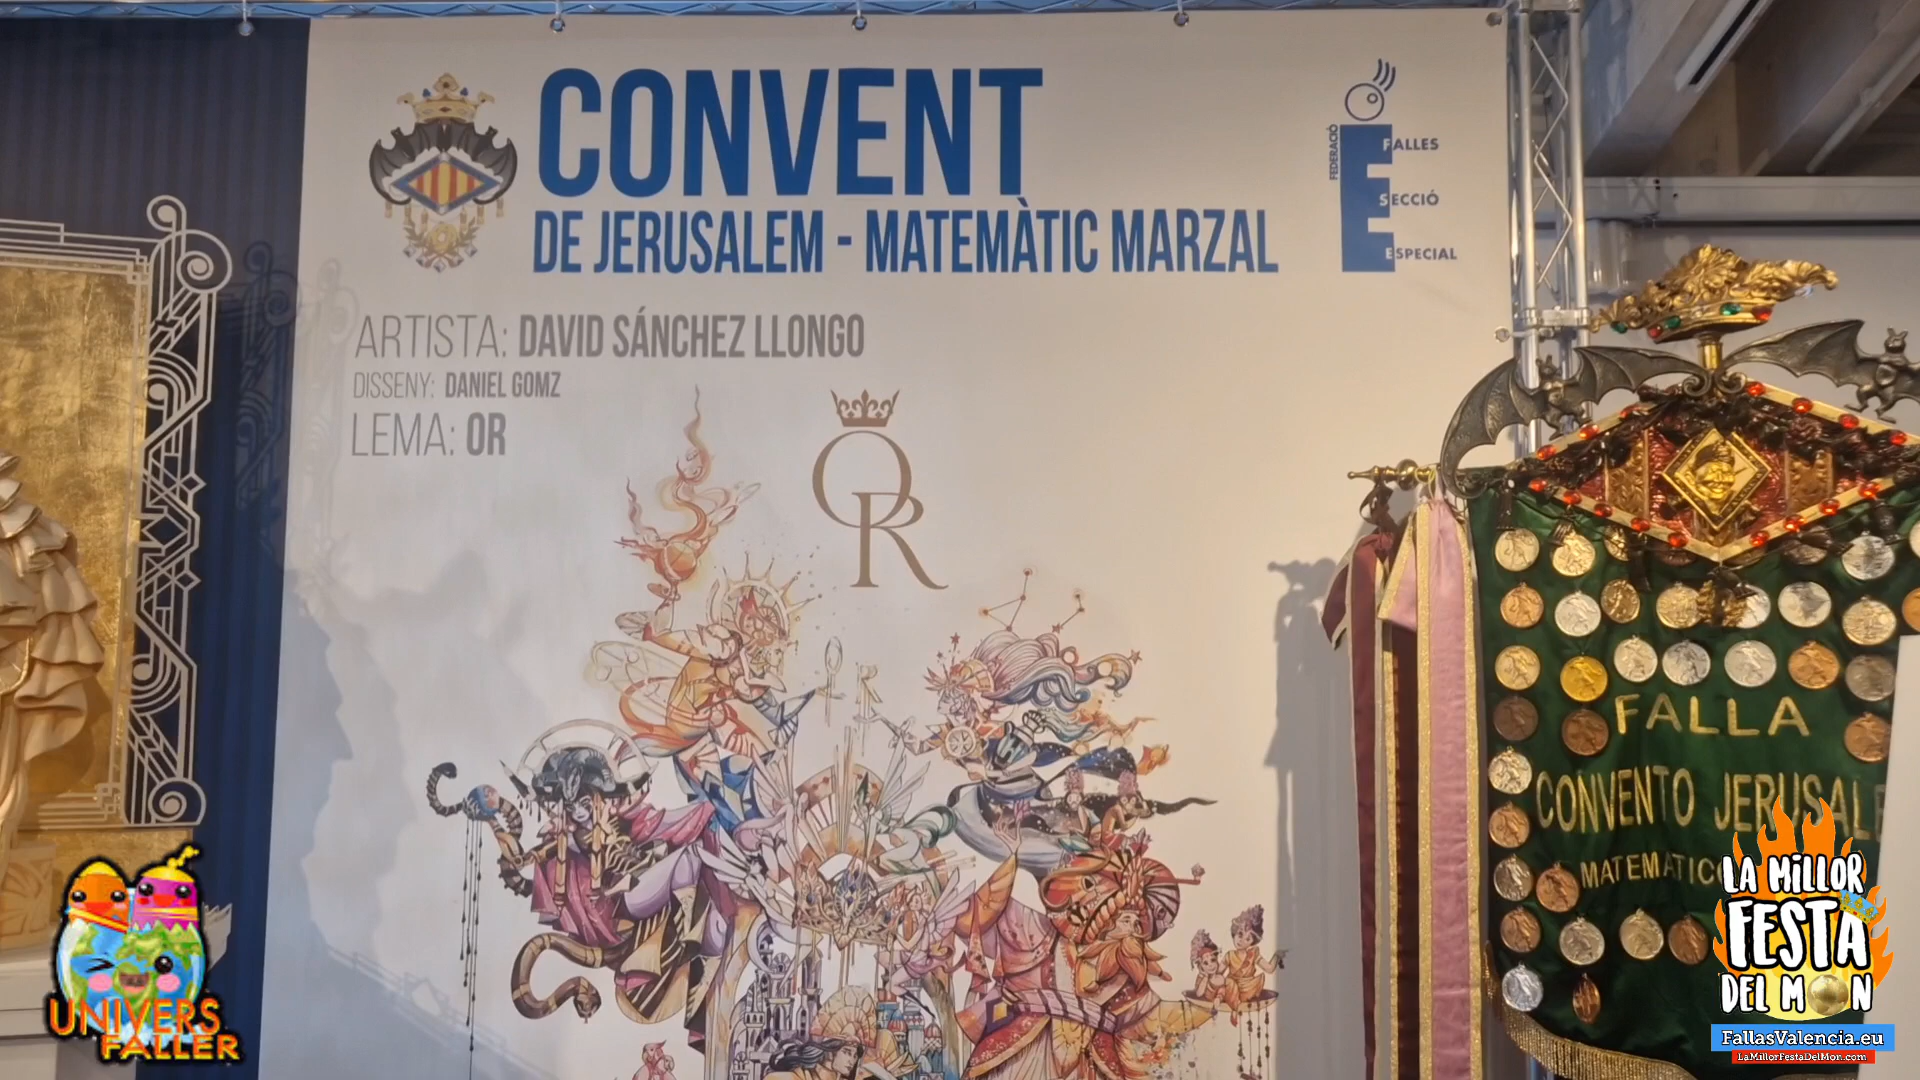 CONVENT
DE JERUSALEM - MATEMÀTIC MARZAL
FEDERACIÓ
FALLES
SECCIÓ
ESPECIAL
ARTISTA: DAVID SÁNCHEZ LLONGO
DISSENY: DANIEL GOMZ
LEMA: OR
OR
OR
FALLA
CONVENTO JERUSALE
MATEMATICO
UNIVERS
FALLER
LA MiLLOR
FESTA
DEL MON
FallasValencia.eu
LaMillorFestaDelMon.com